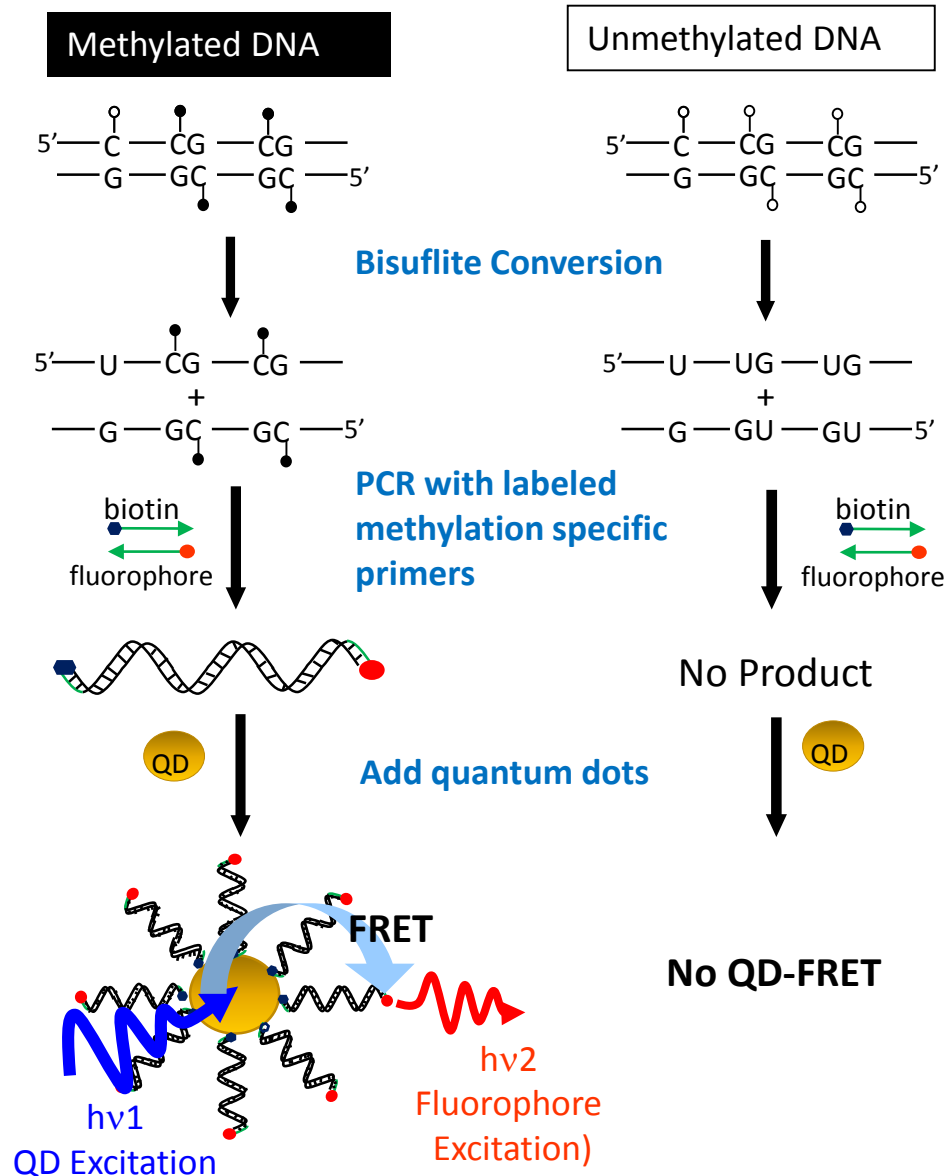 Methylated DNA
Unmethylated DNA
5’ C CG CG
G GC GC 5’
5’ C CG CG
G GC GC 5’
Bisuflite Conversion
5’ U CG CG
+
G GC GC 5’
5’ U UG UG
+
G GU GU 5’
PCR with labeled
methylation specific
primers
biotin
fluorophore
biotin
fluorophore
No Product
QD
Add quantum dots
QD
FRET
No QD-FRET
hν1
QD Excitation
hν2
Fluorophore
Excitation)